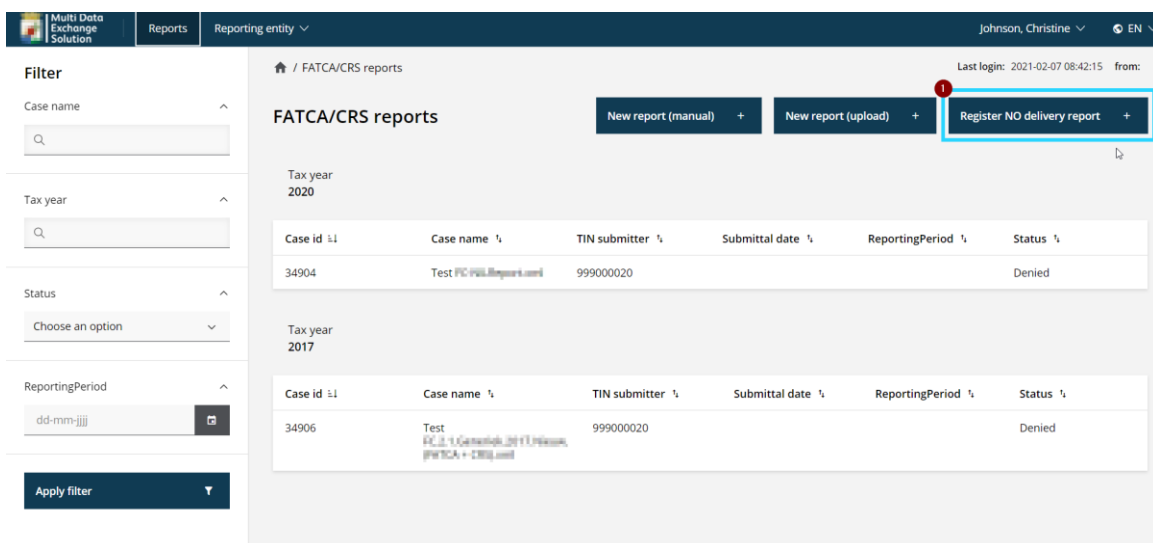 Multi Data
Exchange
Solution
Reports
Reporting entity
Johnson, Christine
EN
Filter
/ FATCA/CRS reports
Last login: 2021-02-07 08:42:15 from:
Case name
1
FATCA/CRS reports
New report (manual) +
New report (upload) +
Register NO delivery report +
Tax year
2020
Tax year
Case id Case name TIN submitter Submittal date ReportingPeriod Status
34904 Test 999000020 Denied
Status
Choose an option
Tax year
2017
ReportingPeriod
dd-mm-jjjj
Case id Case name TIN submitter Submittal date ReportingPeriod Status
34906 Test 999000020 Denied
Apply filter